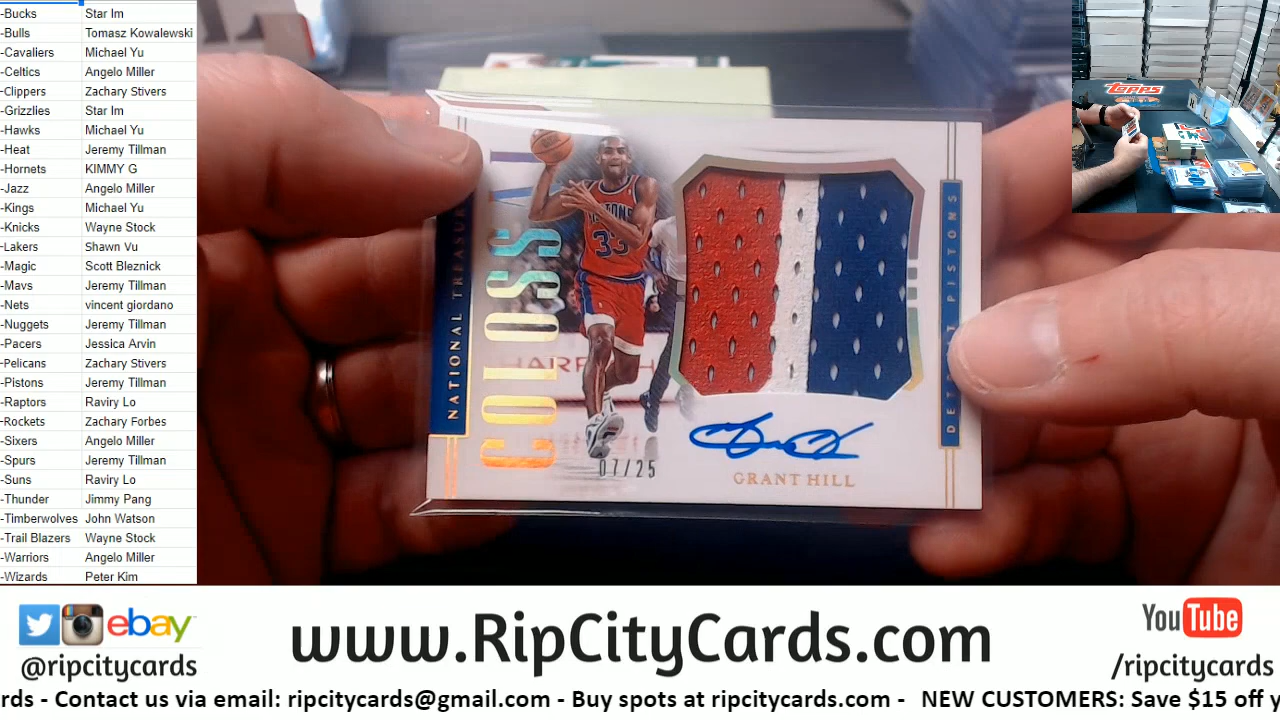 -Bucks Star Im
-Bulls Tomasz Kowalewski
-Cavaliers Michael Yu
-Celtics Angelo Miller
-Clippers Zachary Stivers
-Grizzlies Star Im
-Hawks Michael Yu
-Heat Jeremy Tillman
-Hornets KIMMY G
-Jazz Angelo Miller
-Kings Michael Yu
-Knicks Wayne Stock
-Lakers Shawn Vu
-Magic Scott Bleznick
-Mavs Jeremy Tillman
-Nets vincent giordano
-Nuggets Jeremy Tillman
-Pacers Jessica Arvin
-Pelicans Zachary Stivers
-Pistons Jeremy Tillman
-Raptors Raviry Lo
-Rockets Zachary Forbes
-Sixers Angelo Miller
-Spurs Jeremy Tillman
-Suns Raviry Lo
-Thunder Jimmy Pang
-Timberwolves John Watson
-Trail Blazers Wayne Stock
-Warriors Angelo Miller
-Wizards Peter Kim
NATIONAL
COLOSSAL
PISTONS
33
07/25
GRANT HILL
PISTONS
topps
ebay
@ripcitycards
www.RipCityCards.com
YouTube
/ripcitycards
rds - Contact us via email: ripcitycards@gmail.com - Buy spots at ripcitycards.com - NEW CUSTOMERS: Save $15 off y